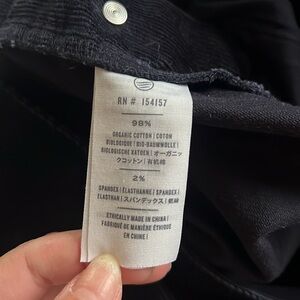 RN # 154157
98%
ORGANIC COTTON | COTON
BIOLOGIQUE | BIO-BAUMWOLLE |
BIOLOGISCHE KATOEN | オーガニッ
クコットン | 有机棉
2%
SPANDEX | ÉLASTHANNE | SPANDEX |
ELASTHAN | スパンデックス | 氨纶
ETHICALLY MADE IN CHINA |
FABRIQUÉ DE MANIÈRE ÉTHIQUE
EN CHINE |